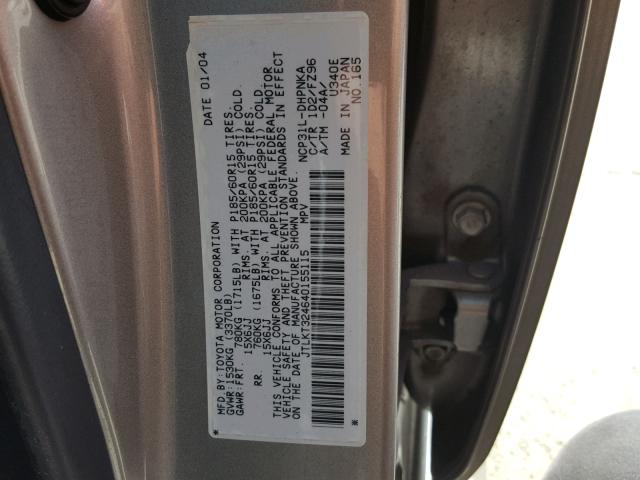 MFD.BY:TOYOTA MOTOR CORPORATION DATE 01/04
GVWR:1530KG (3370LB)
GAWR:FRT. 780KG (1715LB) WITH P185/60R15 TIRES,
15X6JJ RIMS, AT 200KPA (29PSI) COLD.
RR 760KG (1675LB) WITH P185/60R15 TIRES,
15X6JJ RIMS, AT 200KPA (29PSI) COLD.
THIS VEHICLE CONFORMS TO ALL APPLICABLE FEDERAL MOTOR
VEHICLE SAFETY AND THEFT PREVENTION STANDARDS IN EFFECT
ON THE DATE OF MANUFACTURE SHOWN ABOVE.
JTLKT324640155115 NCP31L-DHPNKA
MPV C/TR 1D2/FZ96
A/TM -04A/
U340E
* * MADE IN JAPAN
NO.165